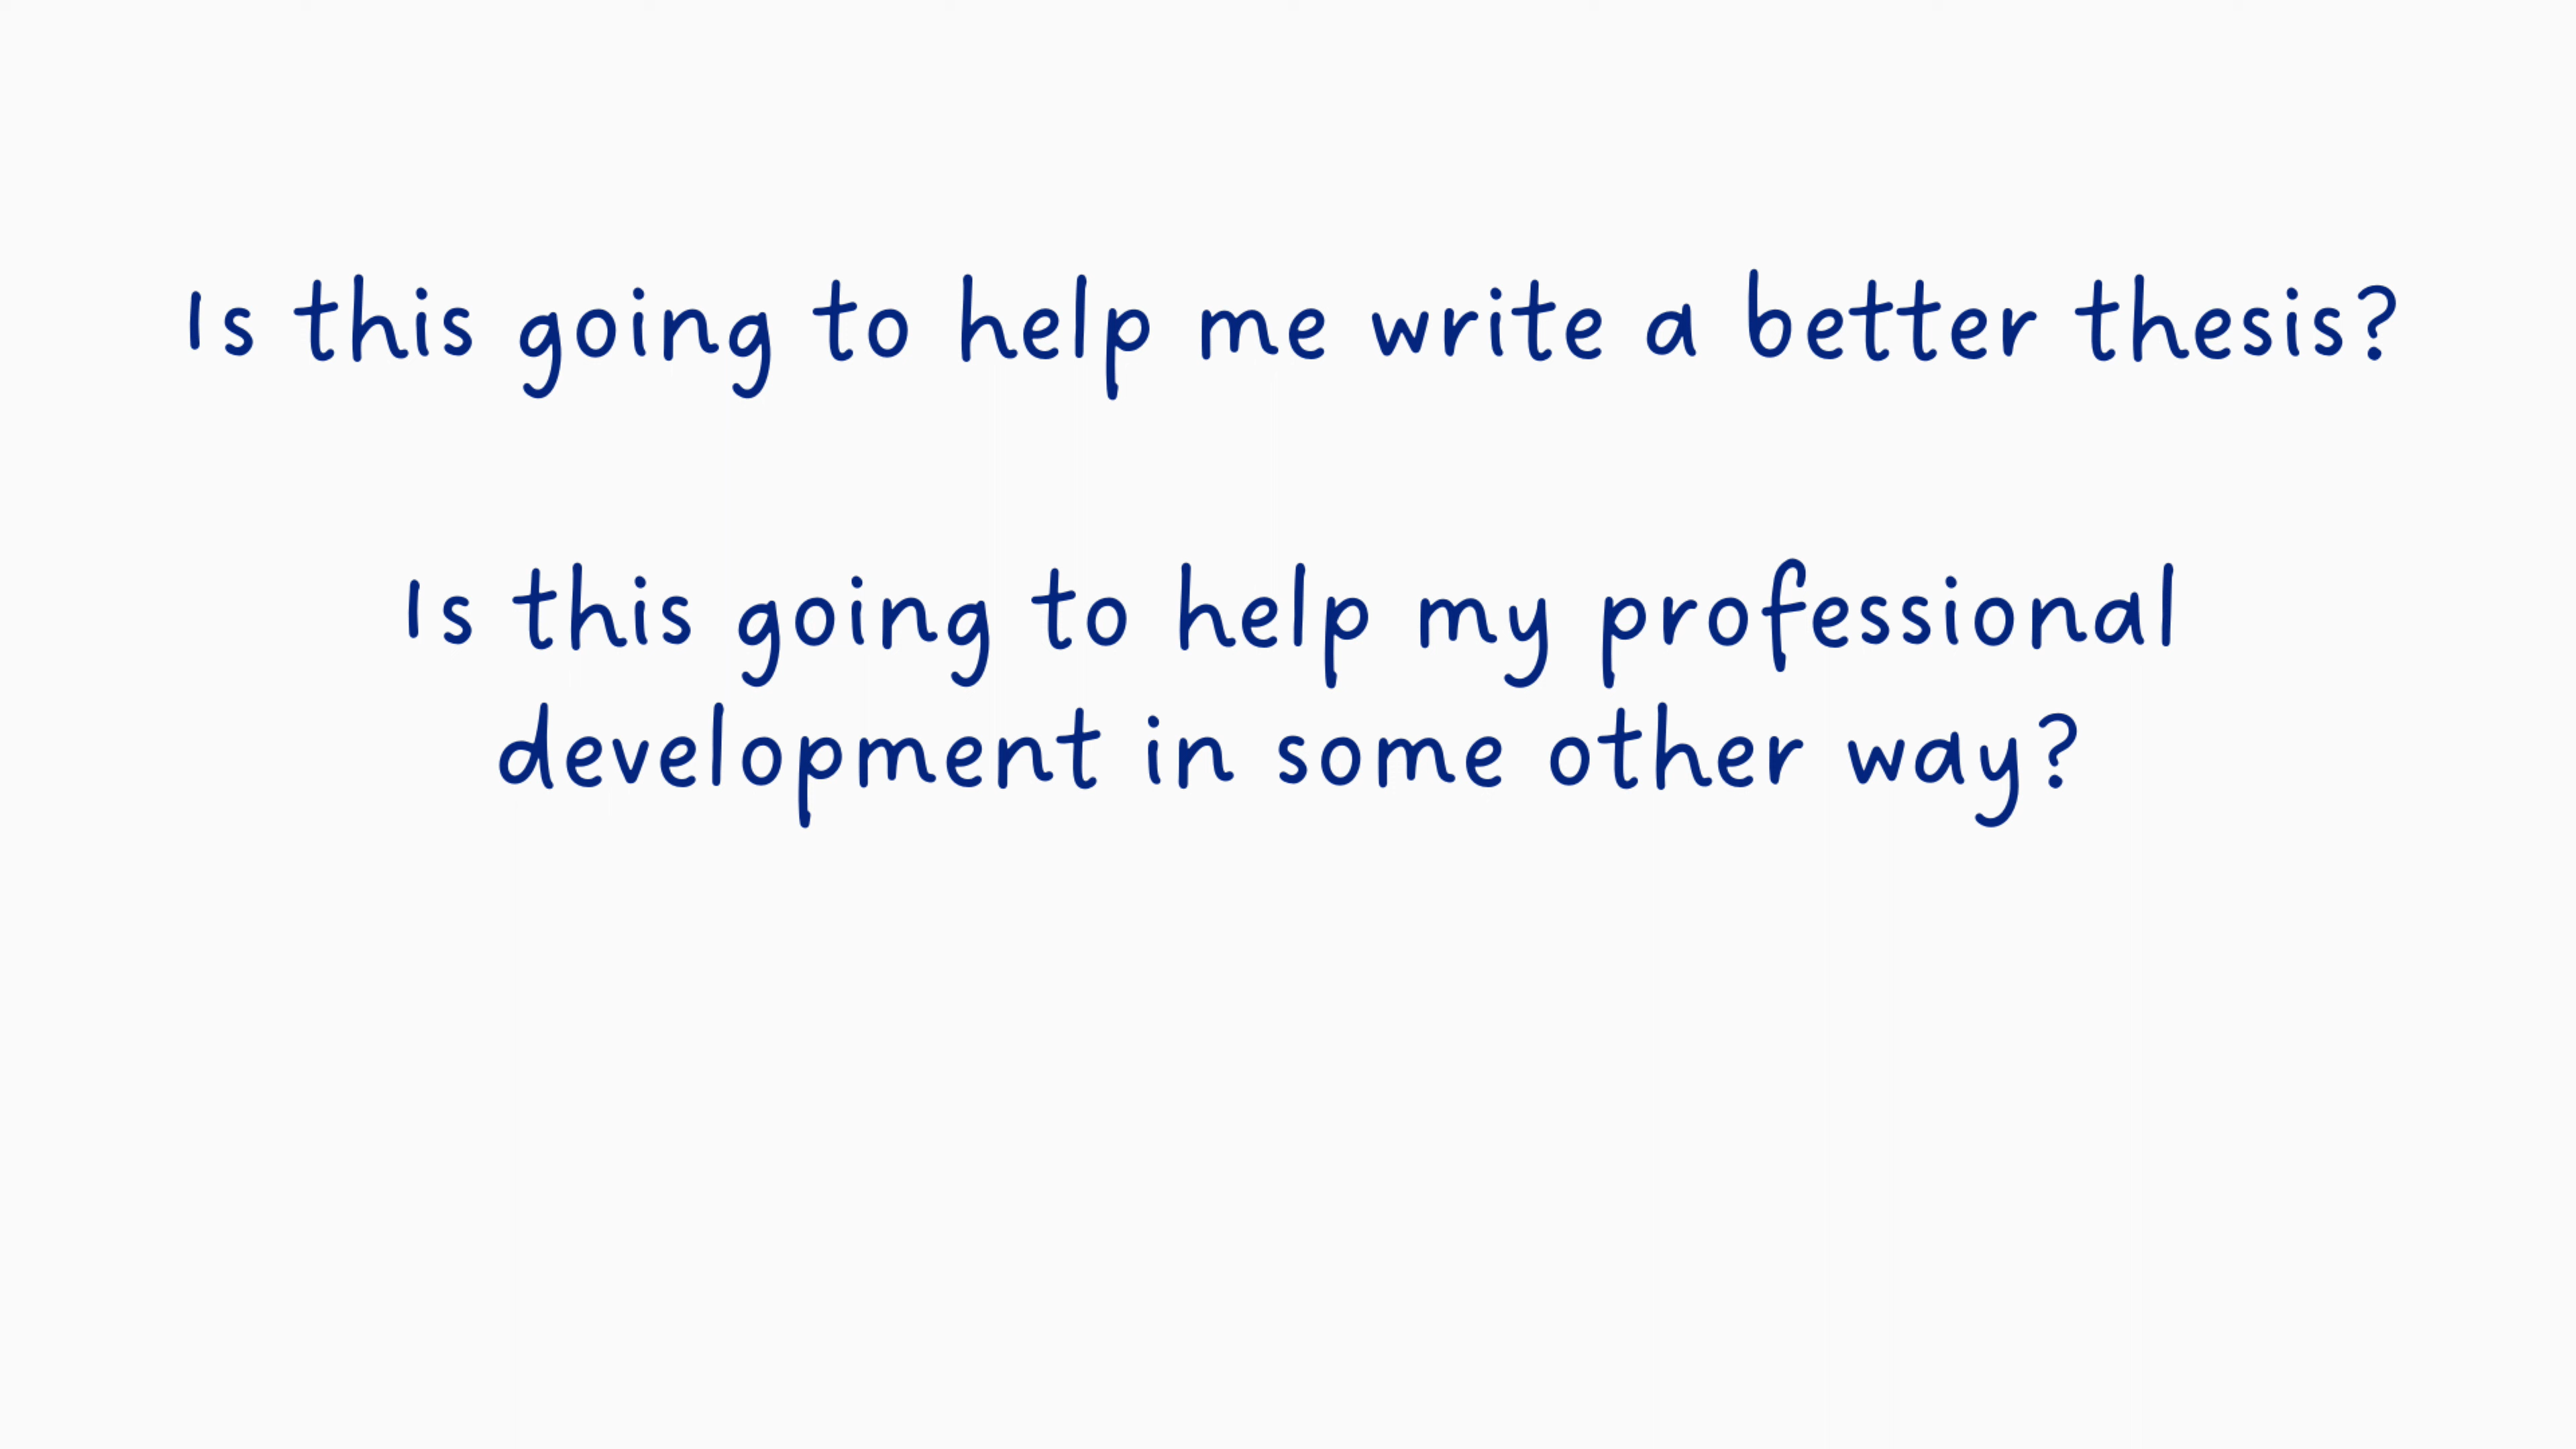 Is this going to help me write a better thesis?
Is this going to help my professional
development in some other way?